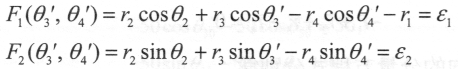 F₁(θ₃′, θ₄′) = r₂ cos θ₂ + r₃ cos θ₃′ − r₄ cos θ₄′ − r₁ = ε₁
F₂(θ₃′, θ₄′) = r₂ sin θ₂ + r₃ sin θ₃′ − r₄ sin θ₄′ = ε₂